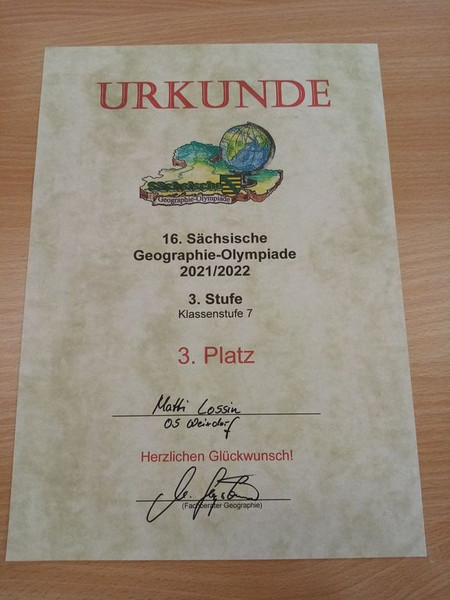 URKUNDE
Sächsische
Geographie-Olympiade
16. Sächsische
Geographie-Olympiade
2021/2022
3. Stufe
Klassenstufe 7
3. Platz
Matti Lossin
OS Weindorf
Herzlichen Glückwunsch!
(Fachberater Geographie)